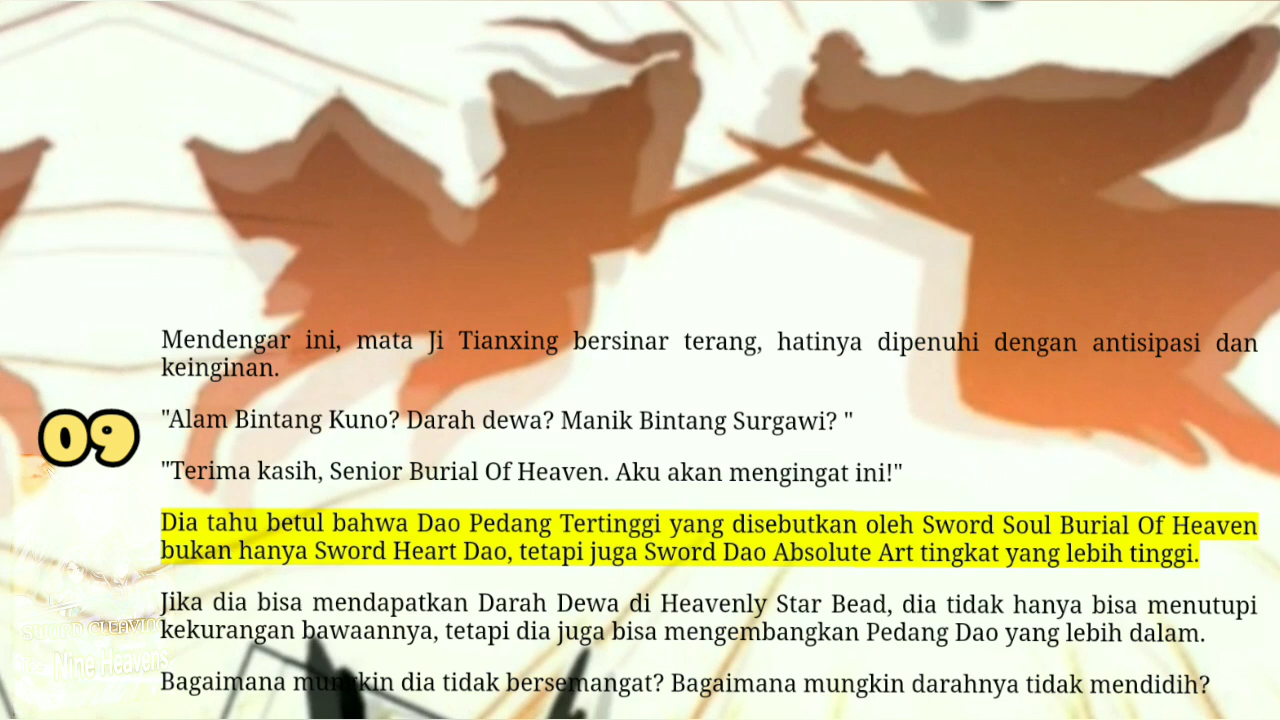 Mendengar ini, mata Ji Tianxing bersinar terang, hatinya dipenuhi dengan antisipasi dan
keinginan.
"Alam Bintang Kuno? Darah dewa? Manik Bintang Surgawi? "
09
"Terima kasih, Senior Burial Of Heaven. Aku akan mengingat ini!"
Dia tahu betul bahwa Dao Pedang Tertinggi yang disebutkan oleh Sword Soul Burial Of Heaven
bukan hanya Sword Heart Dao, tetapi juga Sword Dao Absolute Art tingkat yang lebih tinggi.
Jika dia bisa mendapatkan Darah Dewa di Heavenly Star Bead, dia tidak hanya bisa menutupi
kekurangan bawaannya, tetapi dia juga bisa mengembangkan Pedang Dao yang lebih dalam.
Bagaimana mungkin dia tidak bersemangat? Bagaimana mungkin darahnya tidak mendidih?
Nine Heavens